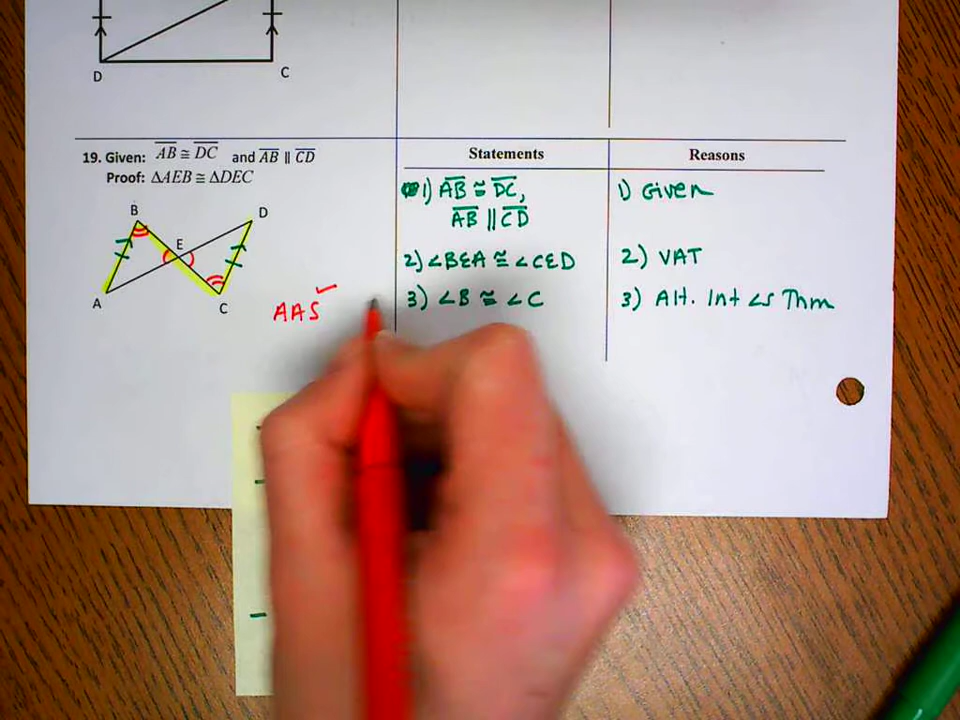 D
C
19. Given: AB ≅ DC and AB ∥ CD
Proof: ΔAEB ≅ ΔDEC
B
D
E
A
C
AAS ✓
Statements
Reasons
1) AB ≅ DC,
AB ∥ CD
1) Given
2) ∠BEA ≅ ∠CED
2) VAT
3) ∠B ≅ ∠C
3) Alt. Int ∠s Thm